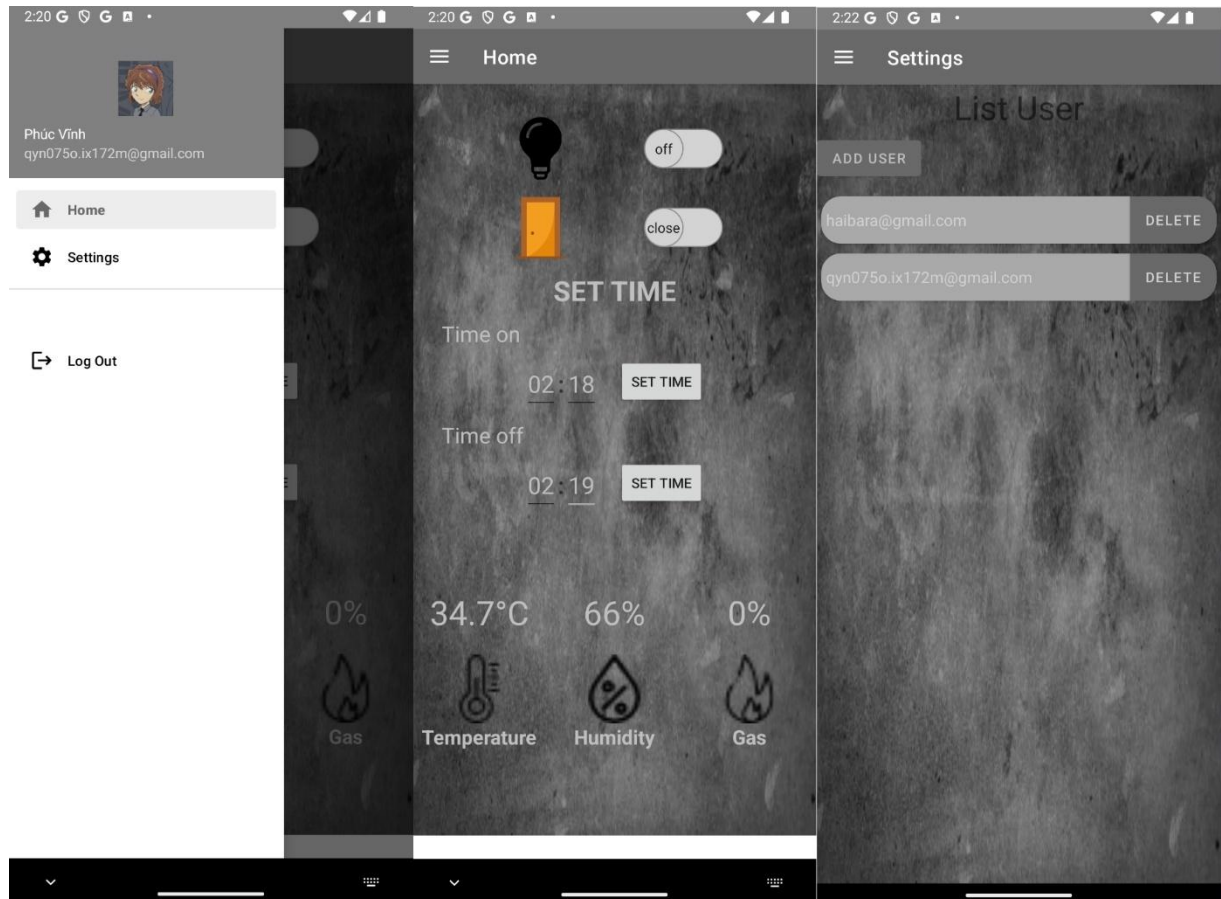 2:20 G G A
Phúc Vĩnh
qyn075o.ix172m@gmail.com
Home
Settings
Log Out
E
E
0%
Gas
2:20 G G A
Home
off
close
SET TIME
Time on
02 : 18 SET TIME
Time off
02 : 19 SET TIME
34.7°C 66% 0%
Temperature Humidity Gas
2:22 G G A
Settings
List User
ADD USER
haibara@gmail.com DELETE
qyn075o.ix172m@gmail.com DELETE